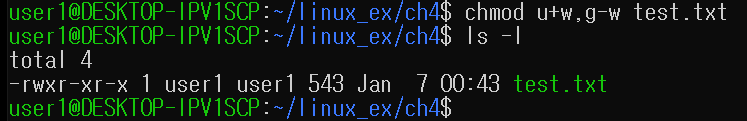 user1@DESKTOP-IPV1SCP:~/linux_ex/ch4$ chmod u+w,g-w test.txt
user1@DESKTOP-IPV1SCP:~/linux_ex/ch4$ ls -l
total 4
-rwxr-xr-x 1 user1 user1 543 Jan  7 00:43 test.txt
user1@DESKTOP-IPV1SCP:~/linux_ex/ch4$